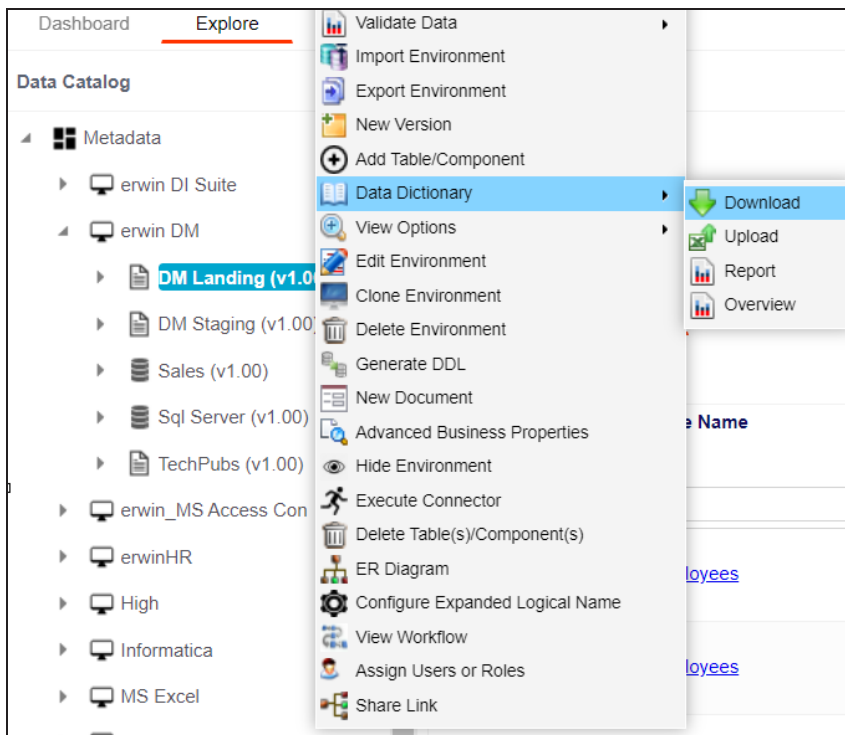 Dashboard
Explore
Data Catalog
Metadata
erwin DI Suite
erwin DM
DM Landing (v1.0
DM Staging (v1.00)
Sales (v1.00)
Sql Server (v1.00)
TechPubs (v1.00)
erwin_MS Access Con
erwinHR
High
Informatica
MS Excel
Validate Data
Import Environment
Export Environment
New Version
Add Table/Component
Data Dictionary
View Options
Edit Environment
Clone Environment
Delete Environment
Generate DDL
New Document
Advanced Business Properties
Hide Environment
Execute Connector
Delete Table(s)/Component(s)
ER Diagram
Configure Expanded Logical Name
View Workflow
Assign Users or Roles
Share Link
Download
Upload
Report
Overview
e Name
loyees
loyees